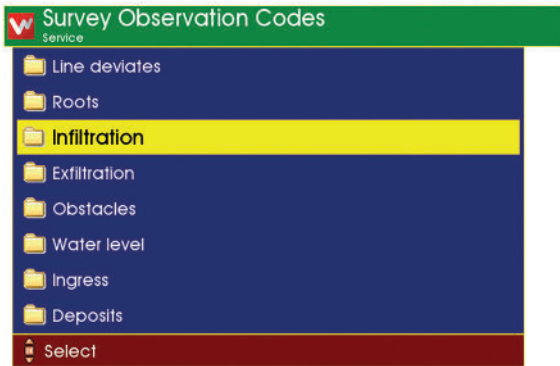 Survey Observation Codes
Service
Line deviates
Roots
Infiltration
Exfiltration
Obstacles
Water level
Ingress
Deposits
Select